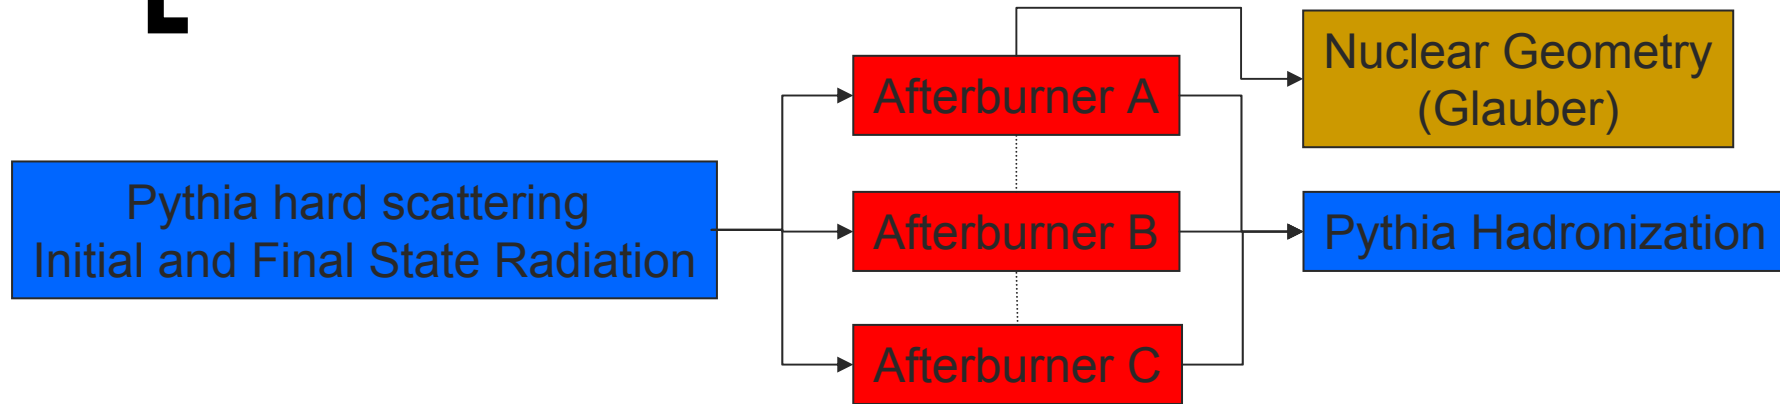 Pythia hard scattering
Initial and Final State Radiation
Afterburner A
Afterburner B
Afterburner C
Nuclear Geometry
(Glauber)
Pythia Hadronization